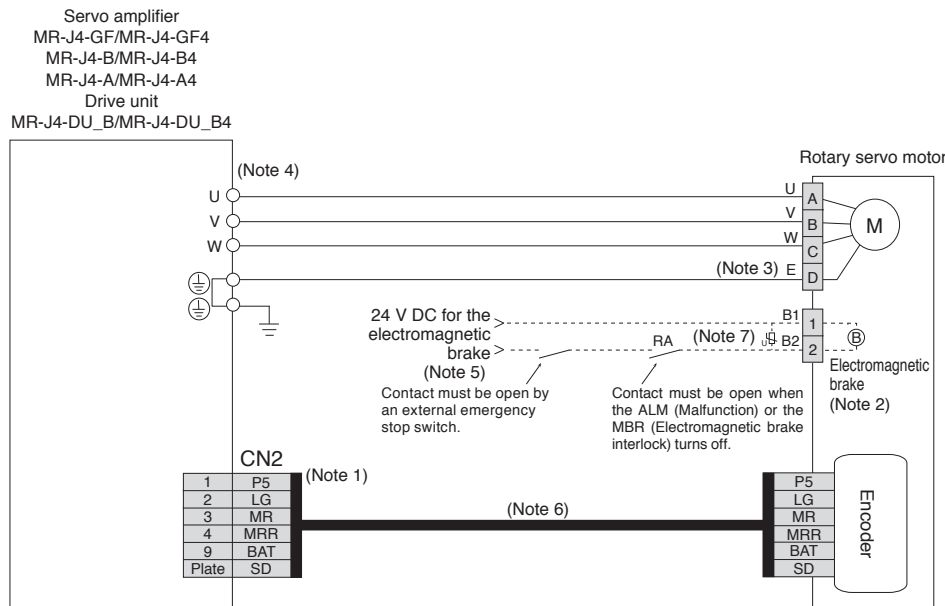 Servo amplifier
MR-J4-GF/MR-J4-GF4
MR-J4-B/MR-J4-B4
MR-J4-A/MR-J4-A4
Drive unit
MR-J4-DU_B/MR-J4-DU_B4
Rotary servo motor
(Note 4)
U
V
W
U
V
W
(Note 3) E
A
B
C
D
M
24 V DC for the
electromagnetic
brake
(Note 5)
Contact must be open by
an external emergency
stop switch.
RA
(Note 7)
U
B1
B2
1
2
B
Contact must be open when
the ALM (Malfunction) or the
MBR (Electromagnetic brake
interlock) turns off.
Electromagnetic
brake
(Note 2)
CN2
(Note 1)
1 P5
2 LG
3 MR
4 MRR
9 BAT
Plate SD
(Note 6)
P5
LG
MR
MRR
BAT
SD
Encoder